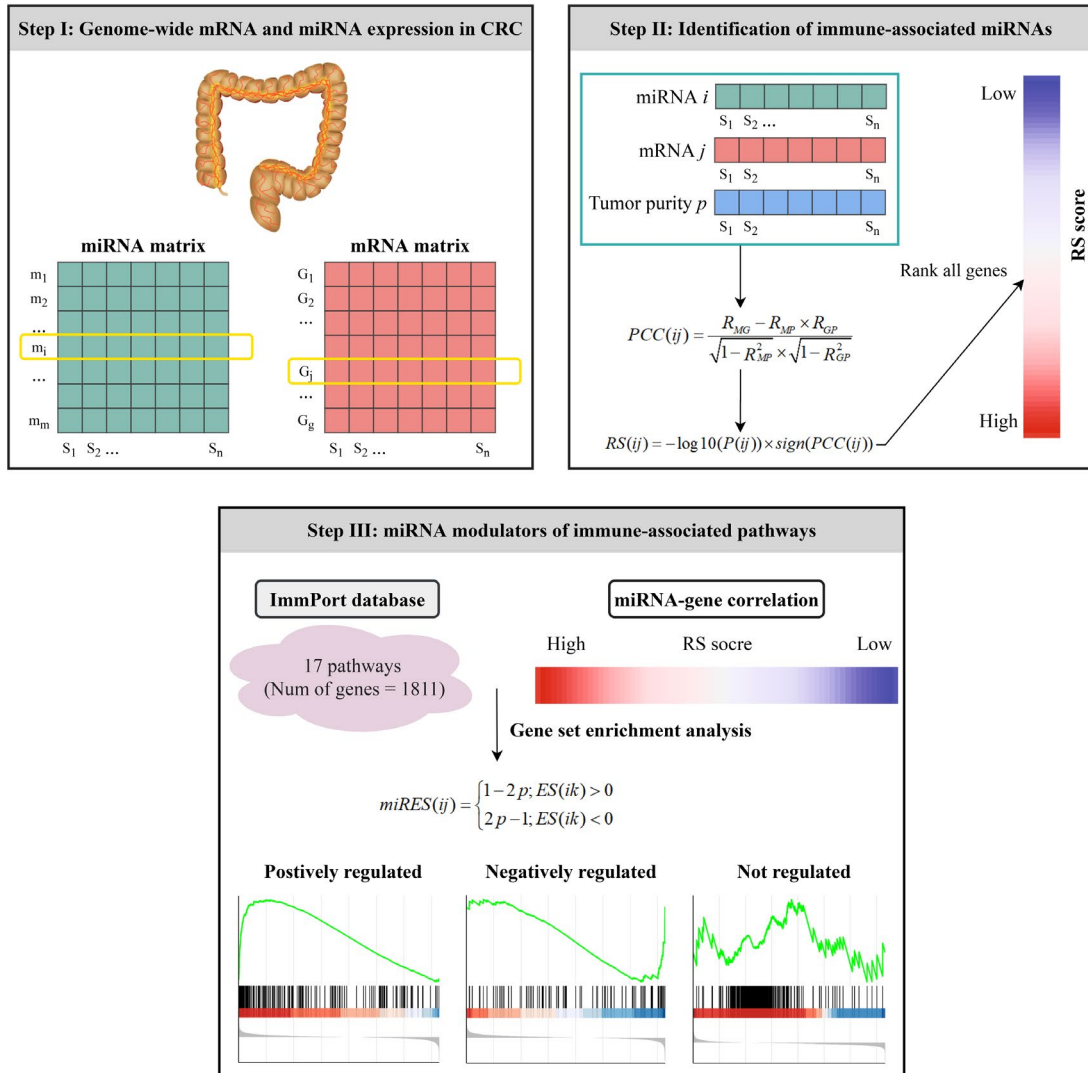 Step I: Genome-wide mRNA and miRNA expression in CRC
miRNA matrix
m1
m2
...
mi
...
mm
S1 S2 ... Sn
mRNA matrix
G1
G2
...
Gj
...
Gg
S1 S2 ... Sn
Step II: Identification of immune-associated miRNAs
miRNA i
S1 S2 ... Sn
mRNA j
S1 S2 Sn
Tumor purity p
S1 S2 Sn
PCC(ij) = (R_MG − R_MP × R_GP) / (√(1 − R²_MP) × √(1 − R²_GP))
RS(ij) = −log10(P(ij)) × sign(PCC(ij))
Rank all genes
Low
RS score
High
Step III: miRNA modulators of immune-associated pathways
ImmPort database
17 pathways
(Num of genes = 1811)
miRNA-gene correlation
High RS socre Low
Gene set enrichment analysis
miRES(ij) = { 1 − 2p; ES(ik) > 0
2p − 1; ES(ik) < 0
Postively regulated
Negatively regulated
Not regulated